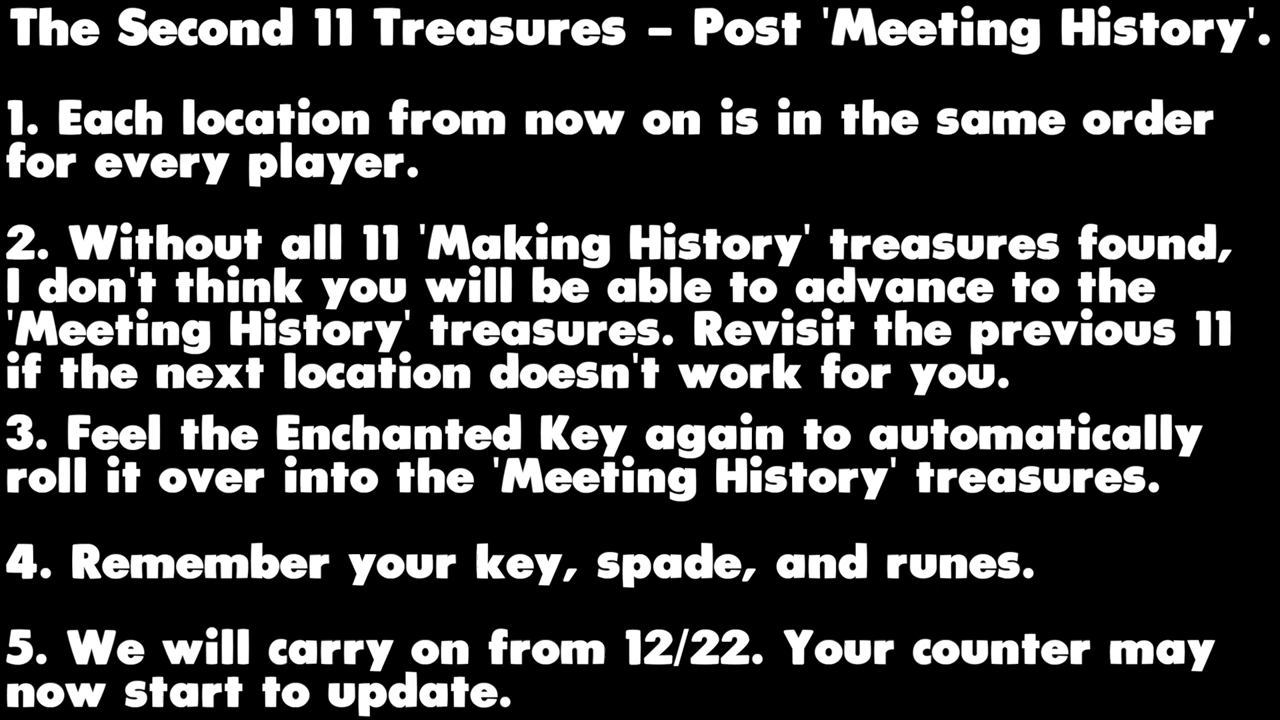 The Second 11 Treasures – Post 'Meeting History'.
1. Each location from now on is in the same order
for every player.
2. Without all 11 'Making History' treasures found,
I don't think you will be able to advance to the
'Meeting History' treasures. Revisit the previous 11
if the next location doesn't work for you.
3. Feel the Enchanted Key again to automatically
roll it over into the 'Meeting History' treasures.
4. Remember your key, spade, and runes.
5. We will carry on from 12/22. Your counter may
now start to update.